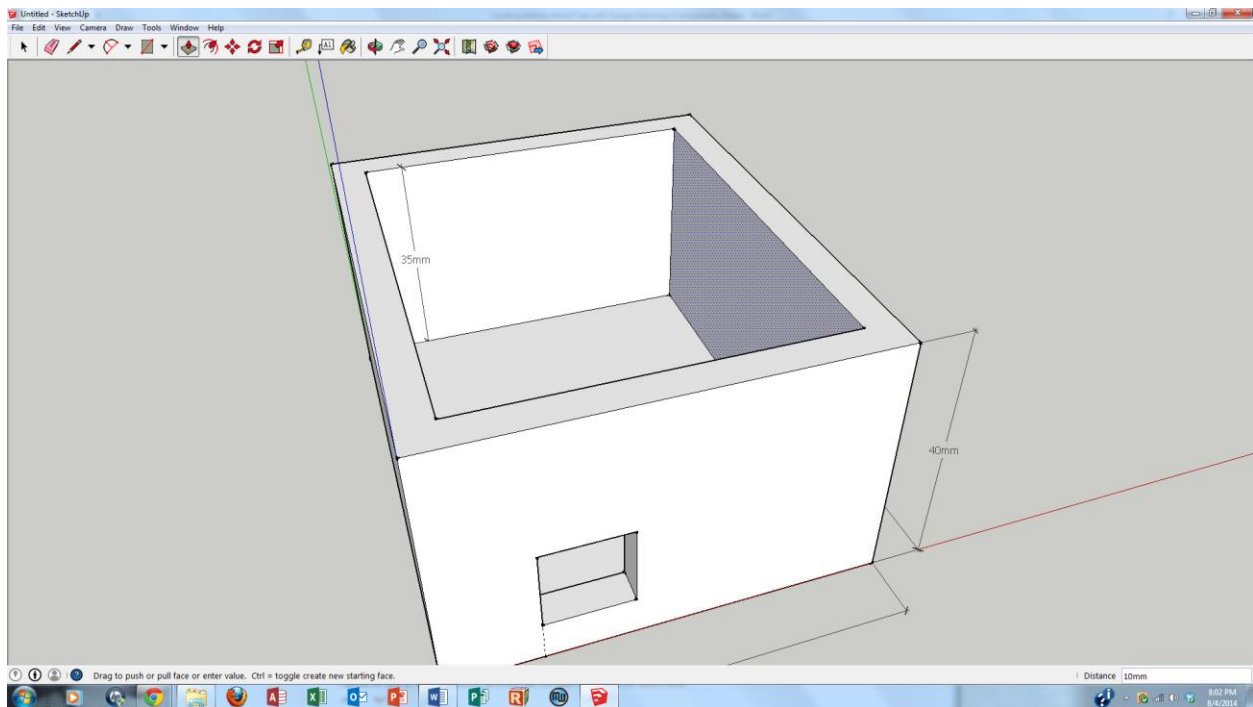 Untitled - SketchUp
File Edit View Camera Draw Tools Window Help
A1
35mm
40mm
Drag to push or pull face or enter value. Ctrl = toggle create new starting face.
Distance 10mm
8:02 PM
8/4/2014